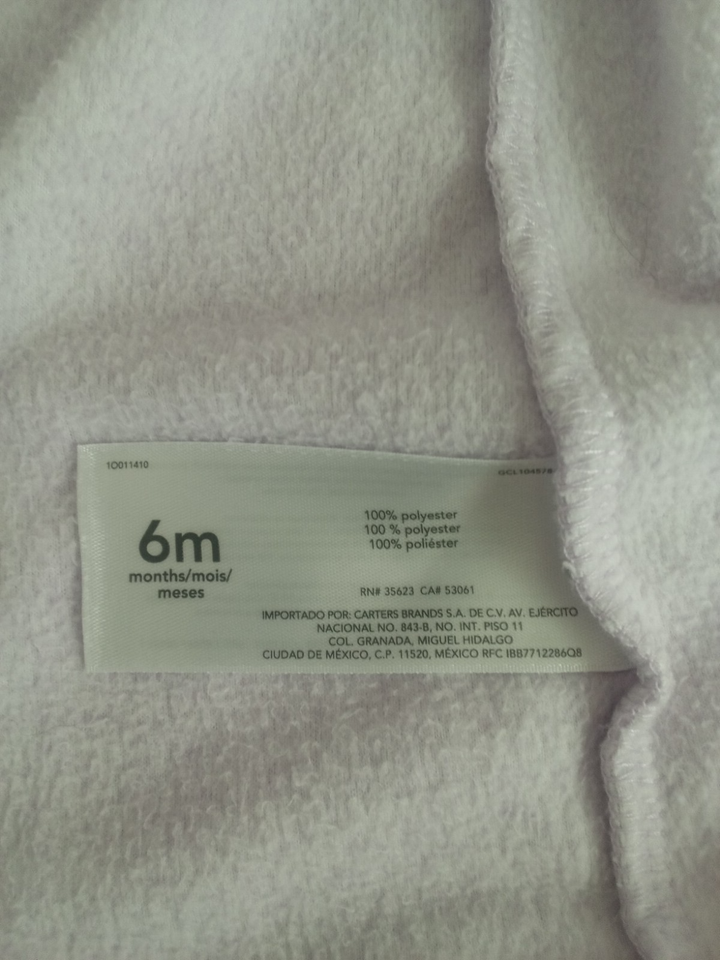 1O011410
6m
months/mois/
meses
100% polyester
100 % polyester
100% poliéster
RN# 35623 CA# 53061
IMPORTADO POR: CARTERS BRANDS S.A. DE C.V. AV. EJÉRCITO
NACIONAL NO. 843-B, NO. INT. PISO 11
COL. GRANADA, MIGUEL HIDALGO
CIUDAD DE MÉXICO, C.P. 11520, MÉXICO RFC IBB7712286Q8